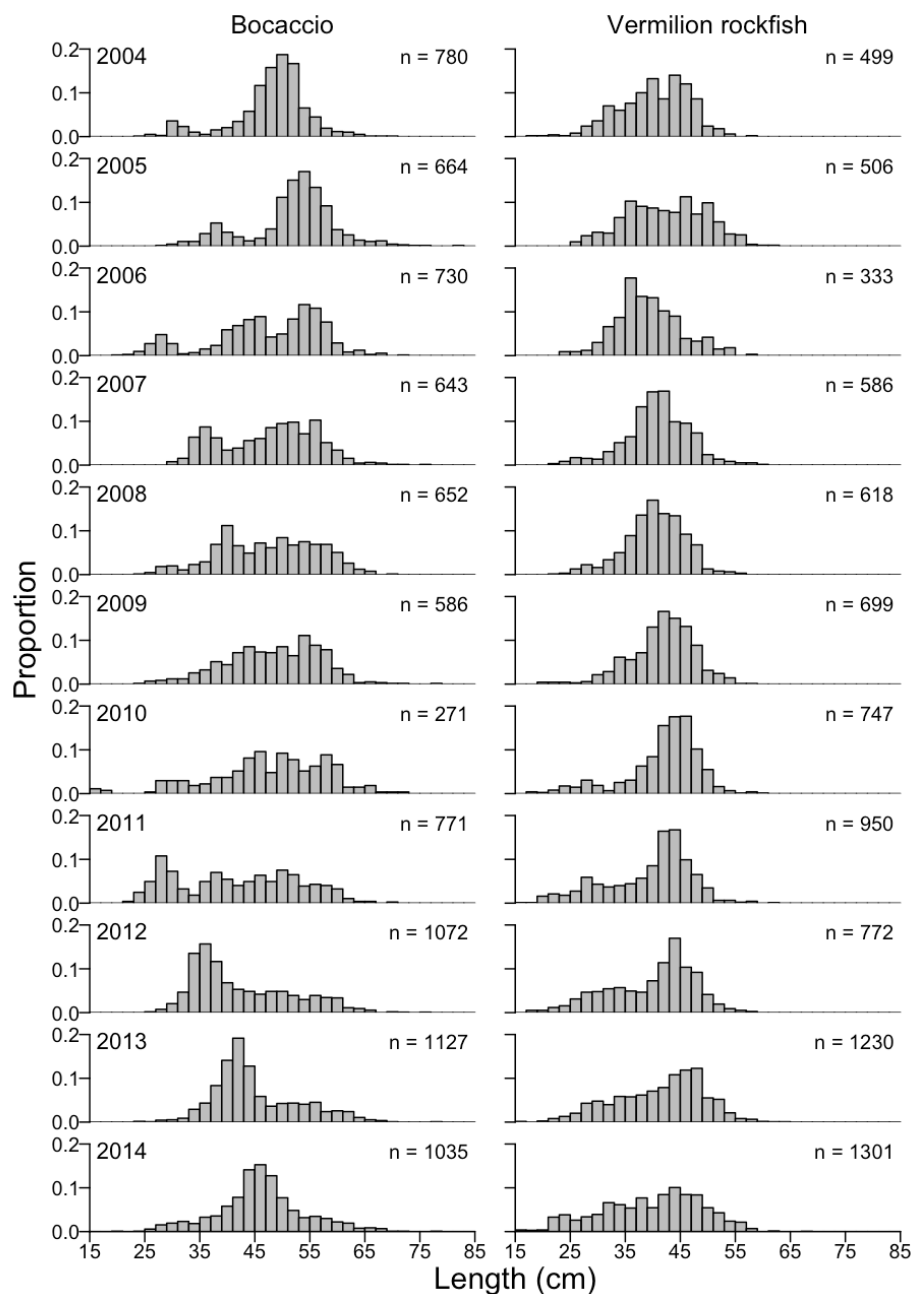 Bocaccio Vermilion rockfish
0.2 2004 n = 780 n = 499
0.1
0.0
0.2 2005 n = 664 n = 506
0.1
0.0
0.2 2006 n = 730 n = 333
0.1
0.0
0.2 2007 n = 643 n = 586
0.1
0.0
0.2 2008 n = 652 n = 618
0.1
0.0
0.2 2009 n = 586 n = 699
0.1
0.0
0.2 2010 n = 271 n = 747
0.1
0.0
0.2 2011 n = 771 n = 950
0.1
0.0
0.2 2012 n = 1072 n = 772
0.1
0.0
0.2 2013 n = 1127 n = 1230
0.1
0.0
0.2 2014 n = 1035 n = 1301
0.1
0.0
15 25 35 45 55 65 75 85 15 25 35 45 55 65 75 85
Length (cm)
Proportion